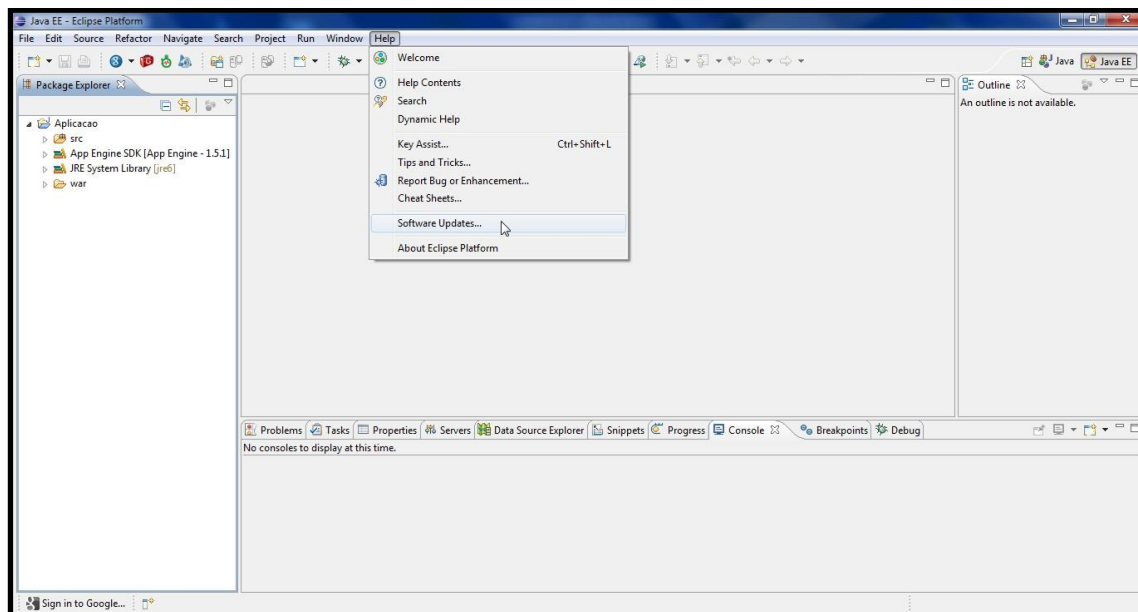 Java EE - Eclipse Platform
File Edit Source Refactor Navigate Search Project Run Window Help
Welcome
Help Contents
Search
Dynamic Help
Key Assist... Ctrl+Shift+L
Tips and Tricks...
Report Bug or Enhancement...
Cheat Sheets...
Software Updates...
About Eclipse Platform
Java Java EE
Package Explorer
Aplicacao
src
App Engine SDK [App Engine - 1.5.1]
JRE System Library [jre6]
war
Outline
An outline is not available.
Problems Tasks Properties Servers Data Source Explorer Snippets Progress Console Breakpoints Debug
No consoles to display at this time.
Sign in to Google...